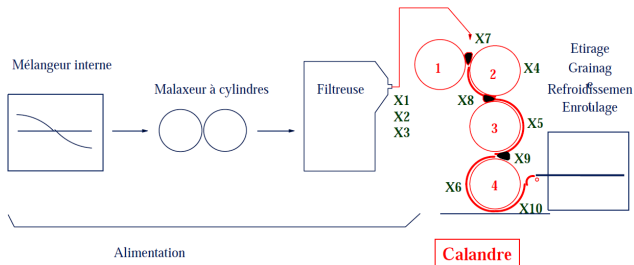 Mélangeur interne
Malaxeur à cylindres
Filtreuse
X1
X2
X3
X7
1
2
X4
X8
3
X5
X9
X6
4
X10
Etirage
Grainag
e
Refroidissemen
t
Enroulage
Alimentation
Calandre